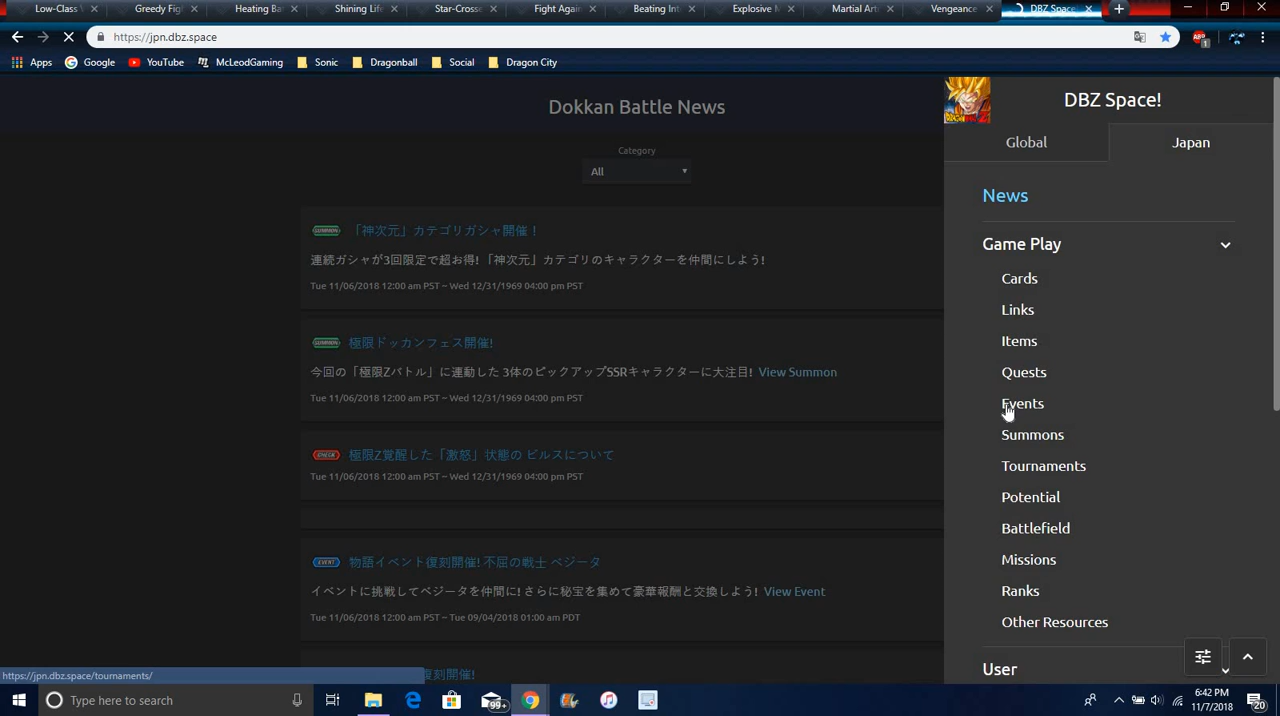 Low-Class
Greedy Fig
Heating Ba
Shining Life
Star-Crosse
Fight Again
Beating Int
Explosive M
Martial Art
Vengeance
DBZ Space!
https://jpn.dbz.space
ABP
1
Apps
Google
YouTube
McLeodGaming
Sonic
Dragonball
Social
Dragon City
Dokkan Battle News
Category
All
SUMMON 「神次元」カテゴリガシャ開催！
連続ガシャが3回限定で超お得! 「神次元」カテゴリのキャラクターを仲間にしよう!
Tue 11/06/2018 12:00 am PST – Wed 12/31/1969 04:00 pm PST
SUMMON 極限ドッカンフェス開催!
今回の「極限Zバトル」に連動した 3体のピックアップSSRキャラクターに大注目! View Summon
Tue 11/06/2018 12:00 am PST – Wed 12/31/1969 04:00 pm PST
CHECK 極限Z覚醒した「激怒」状態の ビルスについて
Tue 11/06/2018 12:00 am PST – Wed 12/31/1969 04:00 pm PST
EVENT 物語イベント復刻開催! 不屈の戦士 ベジータ
イベントに挑戦してベジータを仲間に! さらに秘宝を集めて豪華報酬と交換しよう! View Event
Tue 11/06/2018 12:00 am PST – Tue 09/04/2018 01:00 am PDT
復刻開催!
DBZ Space!
Global
Japan
News
Game Play
Cards
Links
Items
Quests
Events
Summons
Tournaments
Potential
Battlefield
Missions
Ranks
Other Resources
User
https://jpn.dbz.space/tournaments/
Type here to search
99+
6:42 PM
11/7/2018
20